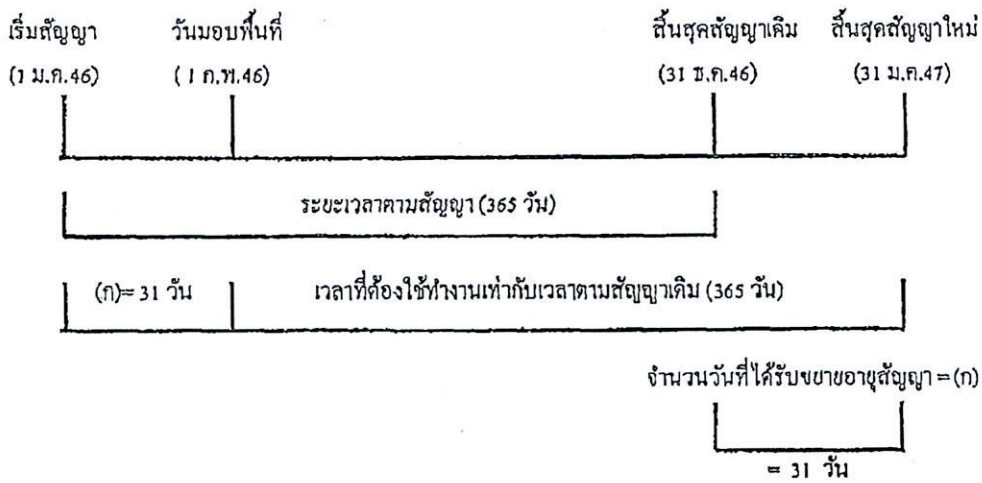 เริ่มสัญญา วันมอบพื้นที่ สิ้นสุดสัญญาเดิม สิ้นสุดสัญญาใหม่
(1 ม.ค.46) (1 ก.พ.46) (31 ธ.ค.46) (31 ม.ค.47)
ระยะเวลาตามสัญญา (365 วัน)
(ก)= 31 วัน เวลาที่ต้องใช้ทำงานเท่ากับเวลาตามสัญญาเดิม (365 วัน)
จำนวนวันที่ได้รับขยายอายุสัญญา = (ก)
= 31 วัน